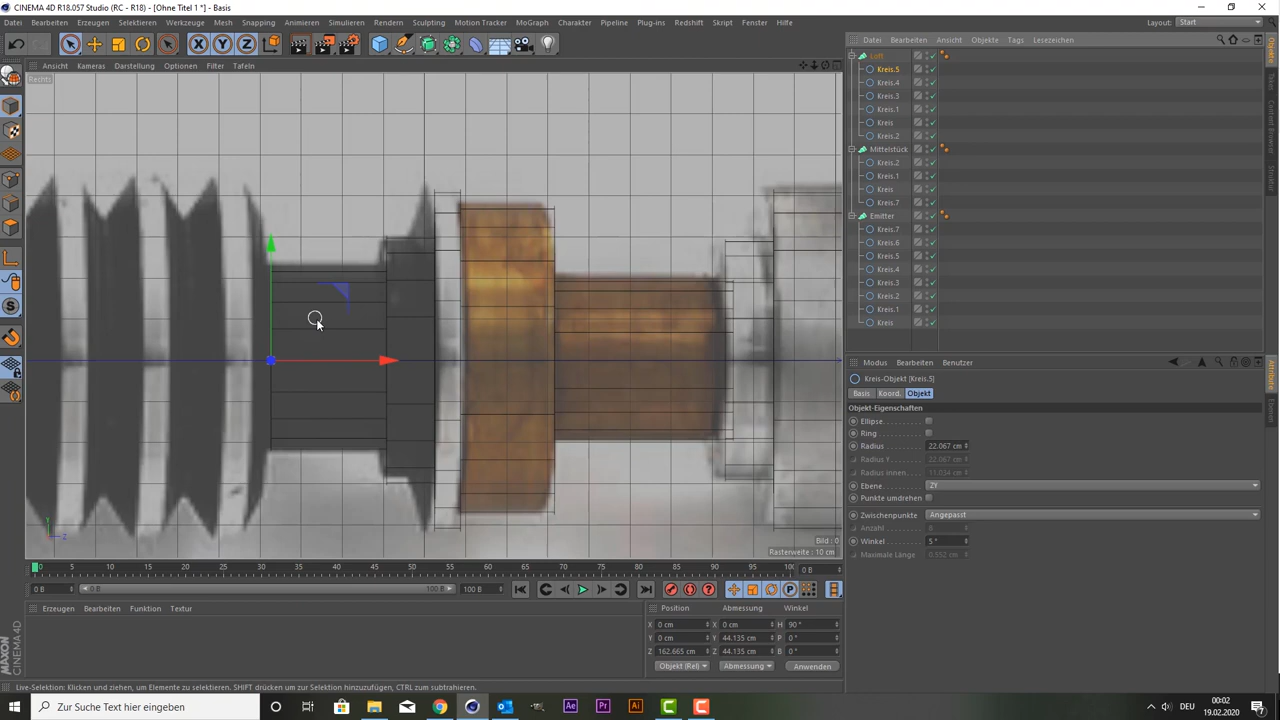 CINEMA 4D R18.057 Studio (RC - R18) - [Ohne Titel 1 *] - Basis
Datei Bearbeiten Erzeugen Selektieren Werkzeuge Mesh Snapping Animieren Simulieren Rendern Sculpting Motion Tracker MoGraph Charakter Pipeline Plug-ins Redshift Skript Fenster Hilfe Layout: Start
X Y Z
Datei Bearbeiten Ansicht Objekte Tags Lesezeichen
Ansicht Kameras Darstellung Optionen Filter Tafeln
Rechts
Loft
Kreis.5
Kreis.4
Kreis.3
Kreis.1
Kreis
Kreis.2
Mittelstück
Kreis.2
Kreis.1
Kreis
Kreis.7
Emitter
Kreis.7
Kreis.6
Kreis.5
Kreis.4
Kreis.3
Kreis.2
Kreis.1
Kreis
Objekte
Takes
Content Browser
Struktur
Modus Bearbeiten Benutzer
Kreis-Objekt [Kreis.5]
Basis Koord. Objekt
Objekt-Eigenschaften
Ellipse
Ring
Radius 22.067 cm
Radius Y 22.067 cm
Radius innen 11.034 cm
Ebene ZY
Punkte umdrehen
Zwischenpunkte Angepasst
Anzahl 8
Winkel 5 °
Maximale Länge 0.552 cm
Attribute
Ebenen
Y
Z
Bild : 0
Rasterweite : 10 cm
0 5 10 15 20 25 30 35 40 45 50 55 60 65 70 75 80 85 90 95 100 0 B
0 B 0 B 100 B 100 B
Erzeugen Bearbeiten Funktion Textur
Position Abmessung Winkel
X 0 cm X 0 cm H 90 °
Y 0 cm Y 44.135 cm P 0 °
Z 162.665 cm Z 44.135 cm B 0 °
Objekt (Rel) Abmessung Anwenden
MAXON
CINEMA 4D
Live-Selektion: Klicken und ziehen, um Elemente zu selektieren. SHIFT drücken um zur Selektion hinzuzufügen, CTRL zum subtrahieren.
Zur Suche Text hier eingeben
Ae Pr Ai
DEU
00:02
19.02.2020